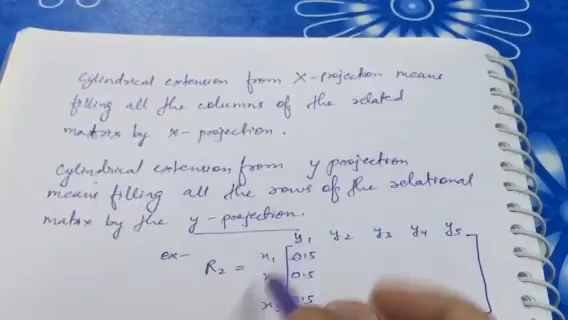 Cylindrical extension from X-projection means
filling all the columns of the related
matrix by x-projection.
Cylindrical extension from y projection
means filling all the rows of the relational
matrix by the y-projection.
y1 y2 y3 y4 y5
ex- R2 = x1 0.5
0.5
0.5